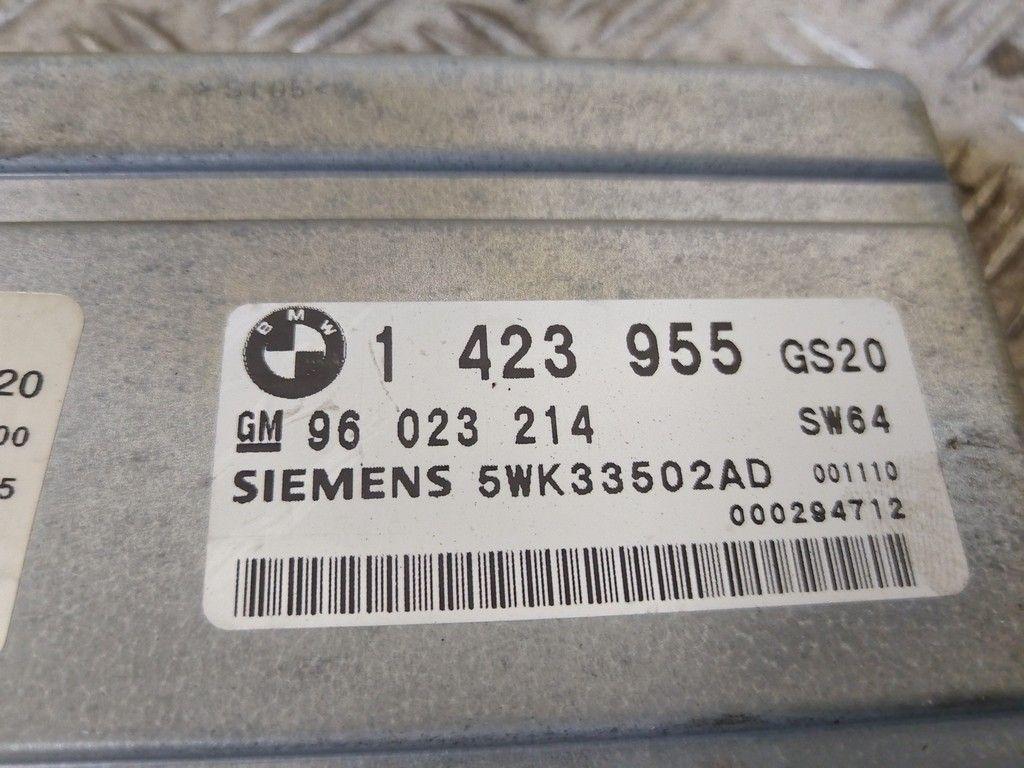 20
00
5
BMW 1 423 955 GS20
GM 96 023 214 SW64
SIEMENS 5WK33502AD 001110
000294712